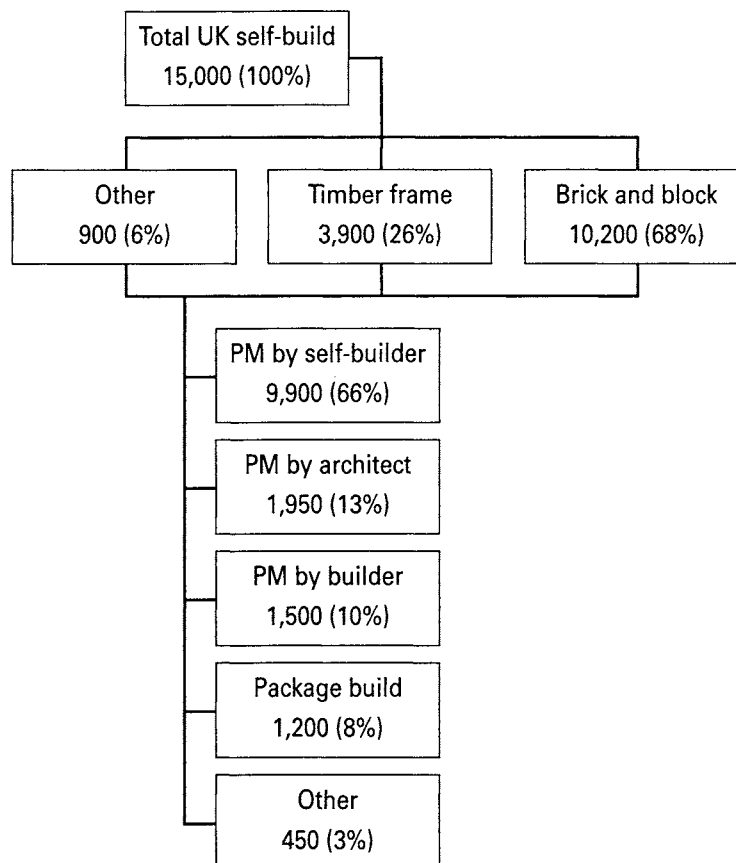 Total UK self-build
15,000 (100%)
Other
900 (6%)
Timber frame
3,900 (26%)
Brick and block
10,200 (68%)
PM by self-builder
9,900 (66%)
PM by architect
1,950 (13%)
PM by builder
1,500 (10%)
Package build
1,200 (8%)
Other
450 (3%)